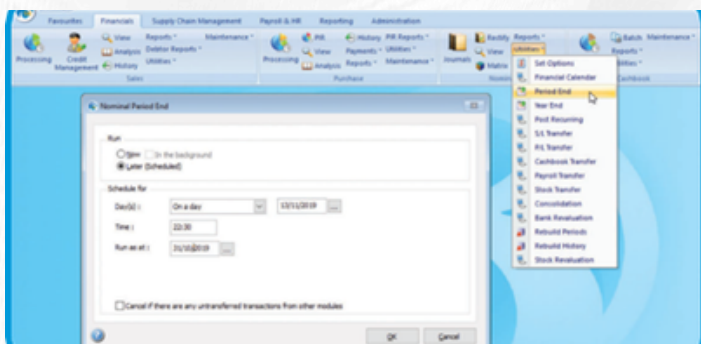 Favourites Financials Supply Chain Management Payroll & HR Reporting Administration
View Reports Maintenance
Analysis Debtor Reports
History Utilities
Processing Credit Management
Sales
PIR History PIR Reports
View Payments Utilities
Analysis Reports Maintenance
Processing
Purchase
Journals
Rectify Reports
View Utilities
Matrix
Batch Maintenance
Reports
Cashbook
Set Options
Financial Calendar
Period End
Year End
Post Recurring
S/L Transfer
P/L Transfer
Cashbook Transfer
Payroll Transfer
Stock Transfer
Consolidation
Bank Revaluation
Rebuild Periods
Rebuild History
Stock Revaluation
Nominal Period End
Run
Now In the background
Later (Scheduled)
Schedule for
Day(s) : On a day 13/11/2019 ...
Time : 22:30
Run as at : 31/10/2019 ...
Cancel if there are any untransferred transactions from other modules
OK Cancel